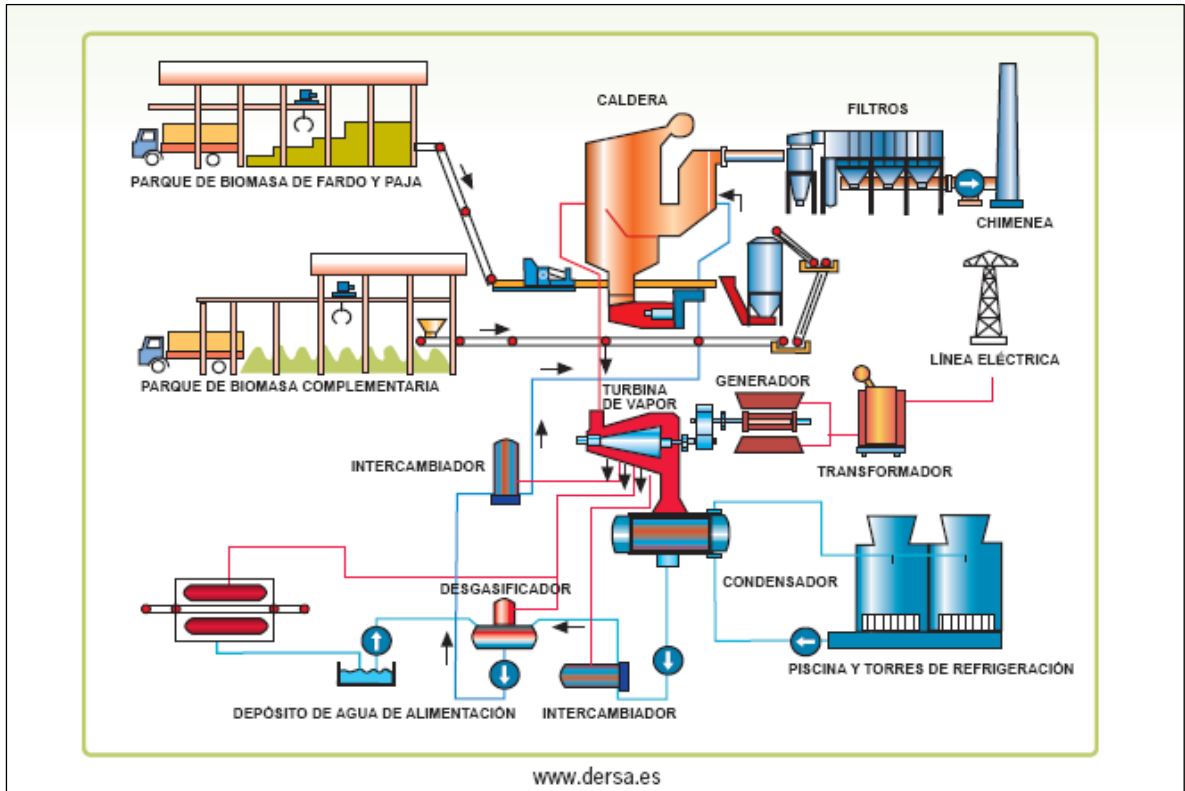 CALDERA
FILTROS
PARQUE DE BIOMASA DE FARDO Y PAJA
CHIMENEA
PARQUE DE BIOMASA COMPLEMENTARIA
LÍNEA ELÉCTRICA
TURBINA
DE VAPOR
GENERADOR
INTERCAMBIADOR
TRANSFORMADOR
DESGASIFICADOR
CONDENSADOR
PISCINA Y TORRES DE REFRIGERACIÓN
DEPÓSITO DE AGUA DE ALIMENTACIÓN
INTERCAMBIADOR
www.dersa.es